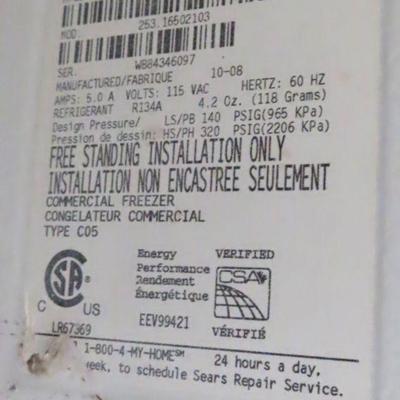 MOD. 253.16502103
SER. WB84346097
MANUFACTURED/FABRIQUE 10-08
AMPS: 5.0 A VOLTS: 115 VAC HERTZ: 60 HZ
REFRIGERANT R134A 4.2 Oz. (118 Grams)
Design Pressure/ LS/PB 140 PSIG(965 KPa)
Pression de dessin: HS/PH 320 PSIG(2206 KPa)
FREE STANDING INSTALLATION ONLY
INSTALLATION NON ENCASTREE SEULEMENT
COMMERCIAL FREEZER
CONGELATEUR COMMERCIAL
TYPE C05
SA
C US
LR67369
Energy
Performance
Rendement
Énergétique
EEV99421
VERIFIED
CSA
VÉRIFIÉ
1-800-4-MY-HOME℠ 24 hours a day,
week, to schedule Sears Repair Service.